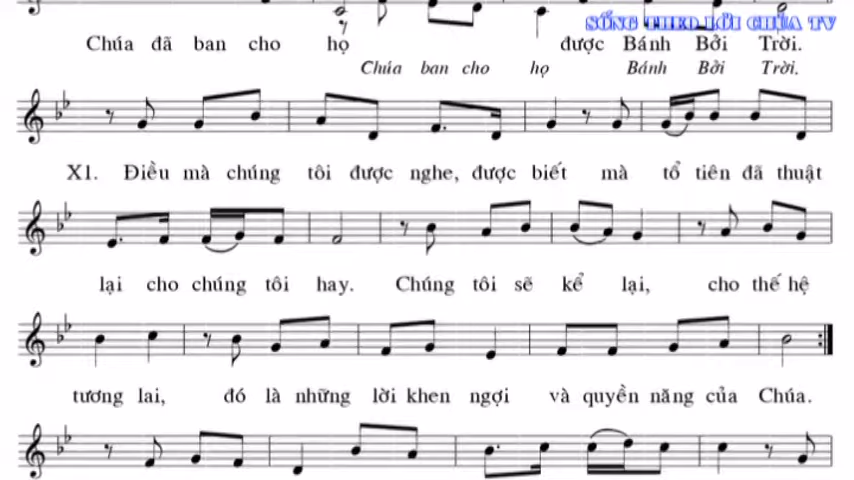 SỐNG THEO LỜI CHÚA TV
Chúa đã ban cho họ được Bánh Bởi Trời.
Chúa ban cho họ Bánh Bởi Trời.
X1. Điều mà chúng tôi được nghe, được biết mà tổ tiên đã thuật
lại cho chúng tôi hay. Chúng tôi sẽ kể lại, cho thế hệ
tương lai, đó là những lời khen ngợi và quyền năng của Chúa.